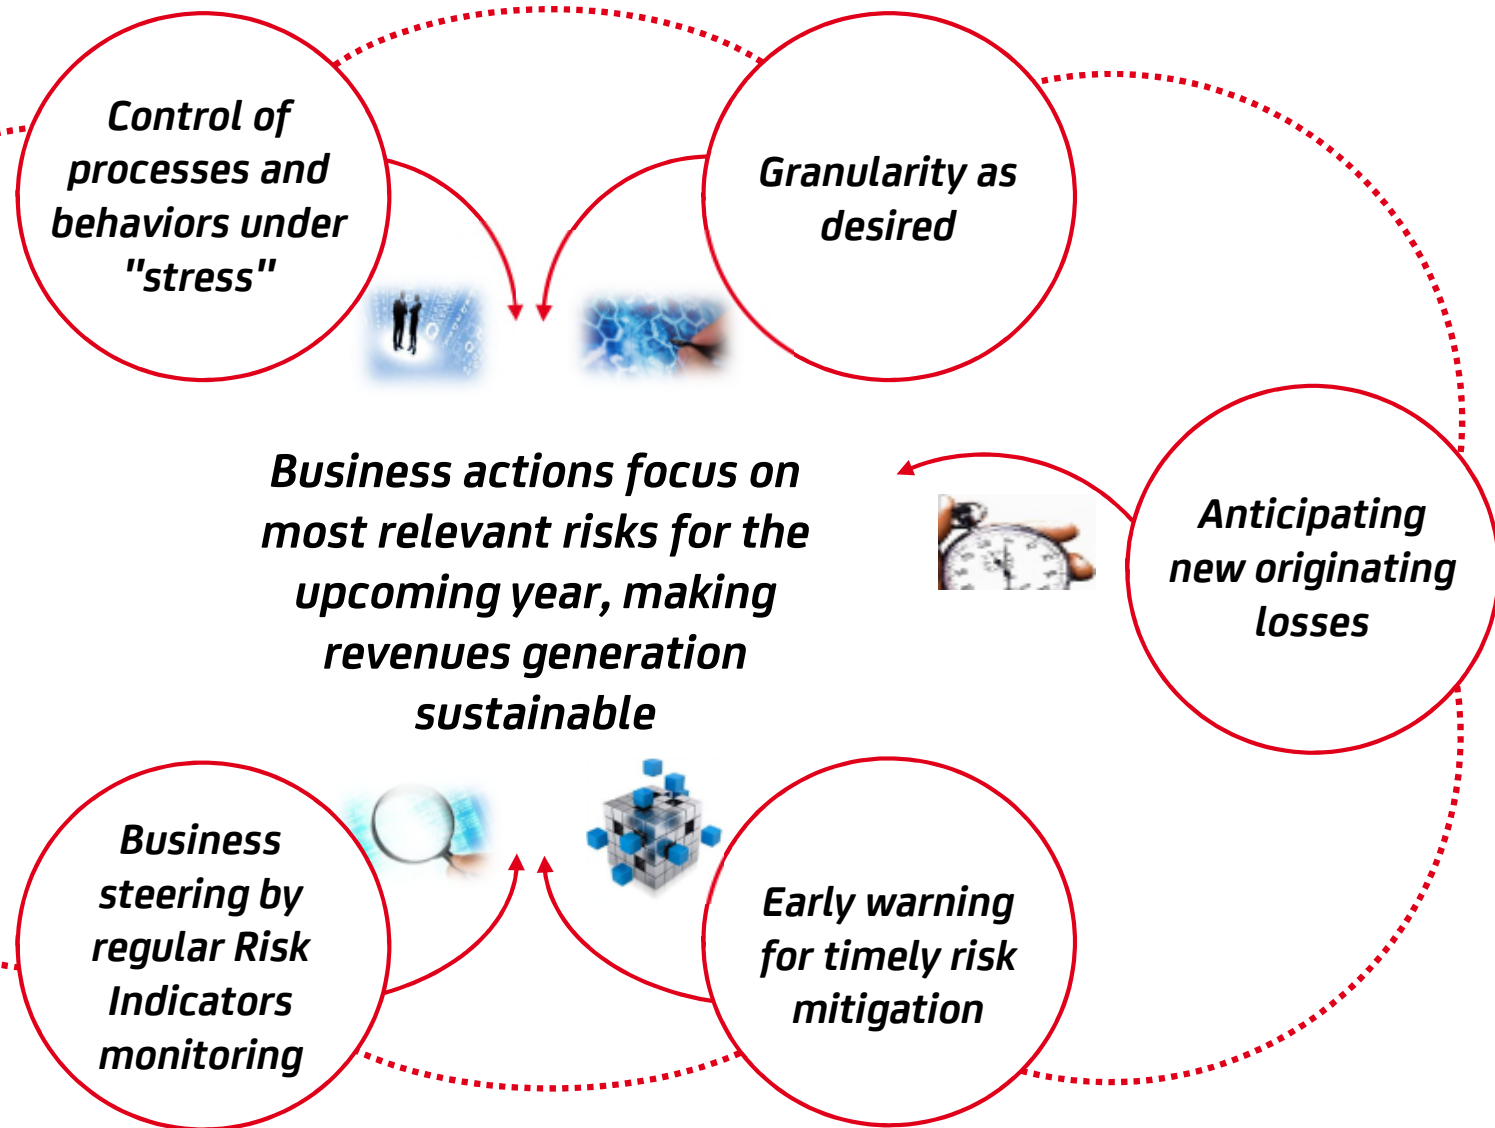 Control of
processes and
behaviors under
"stress"
Granularity as
desired
Business actions focus on
most relevant risks for the
upcoming year, making
revenues generation
sustainable
Anticipating
new originating
losses
Business
steering by
regular Risk
Indicators
monitoring
Early warning
for timely risk
mitigation